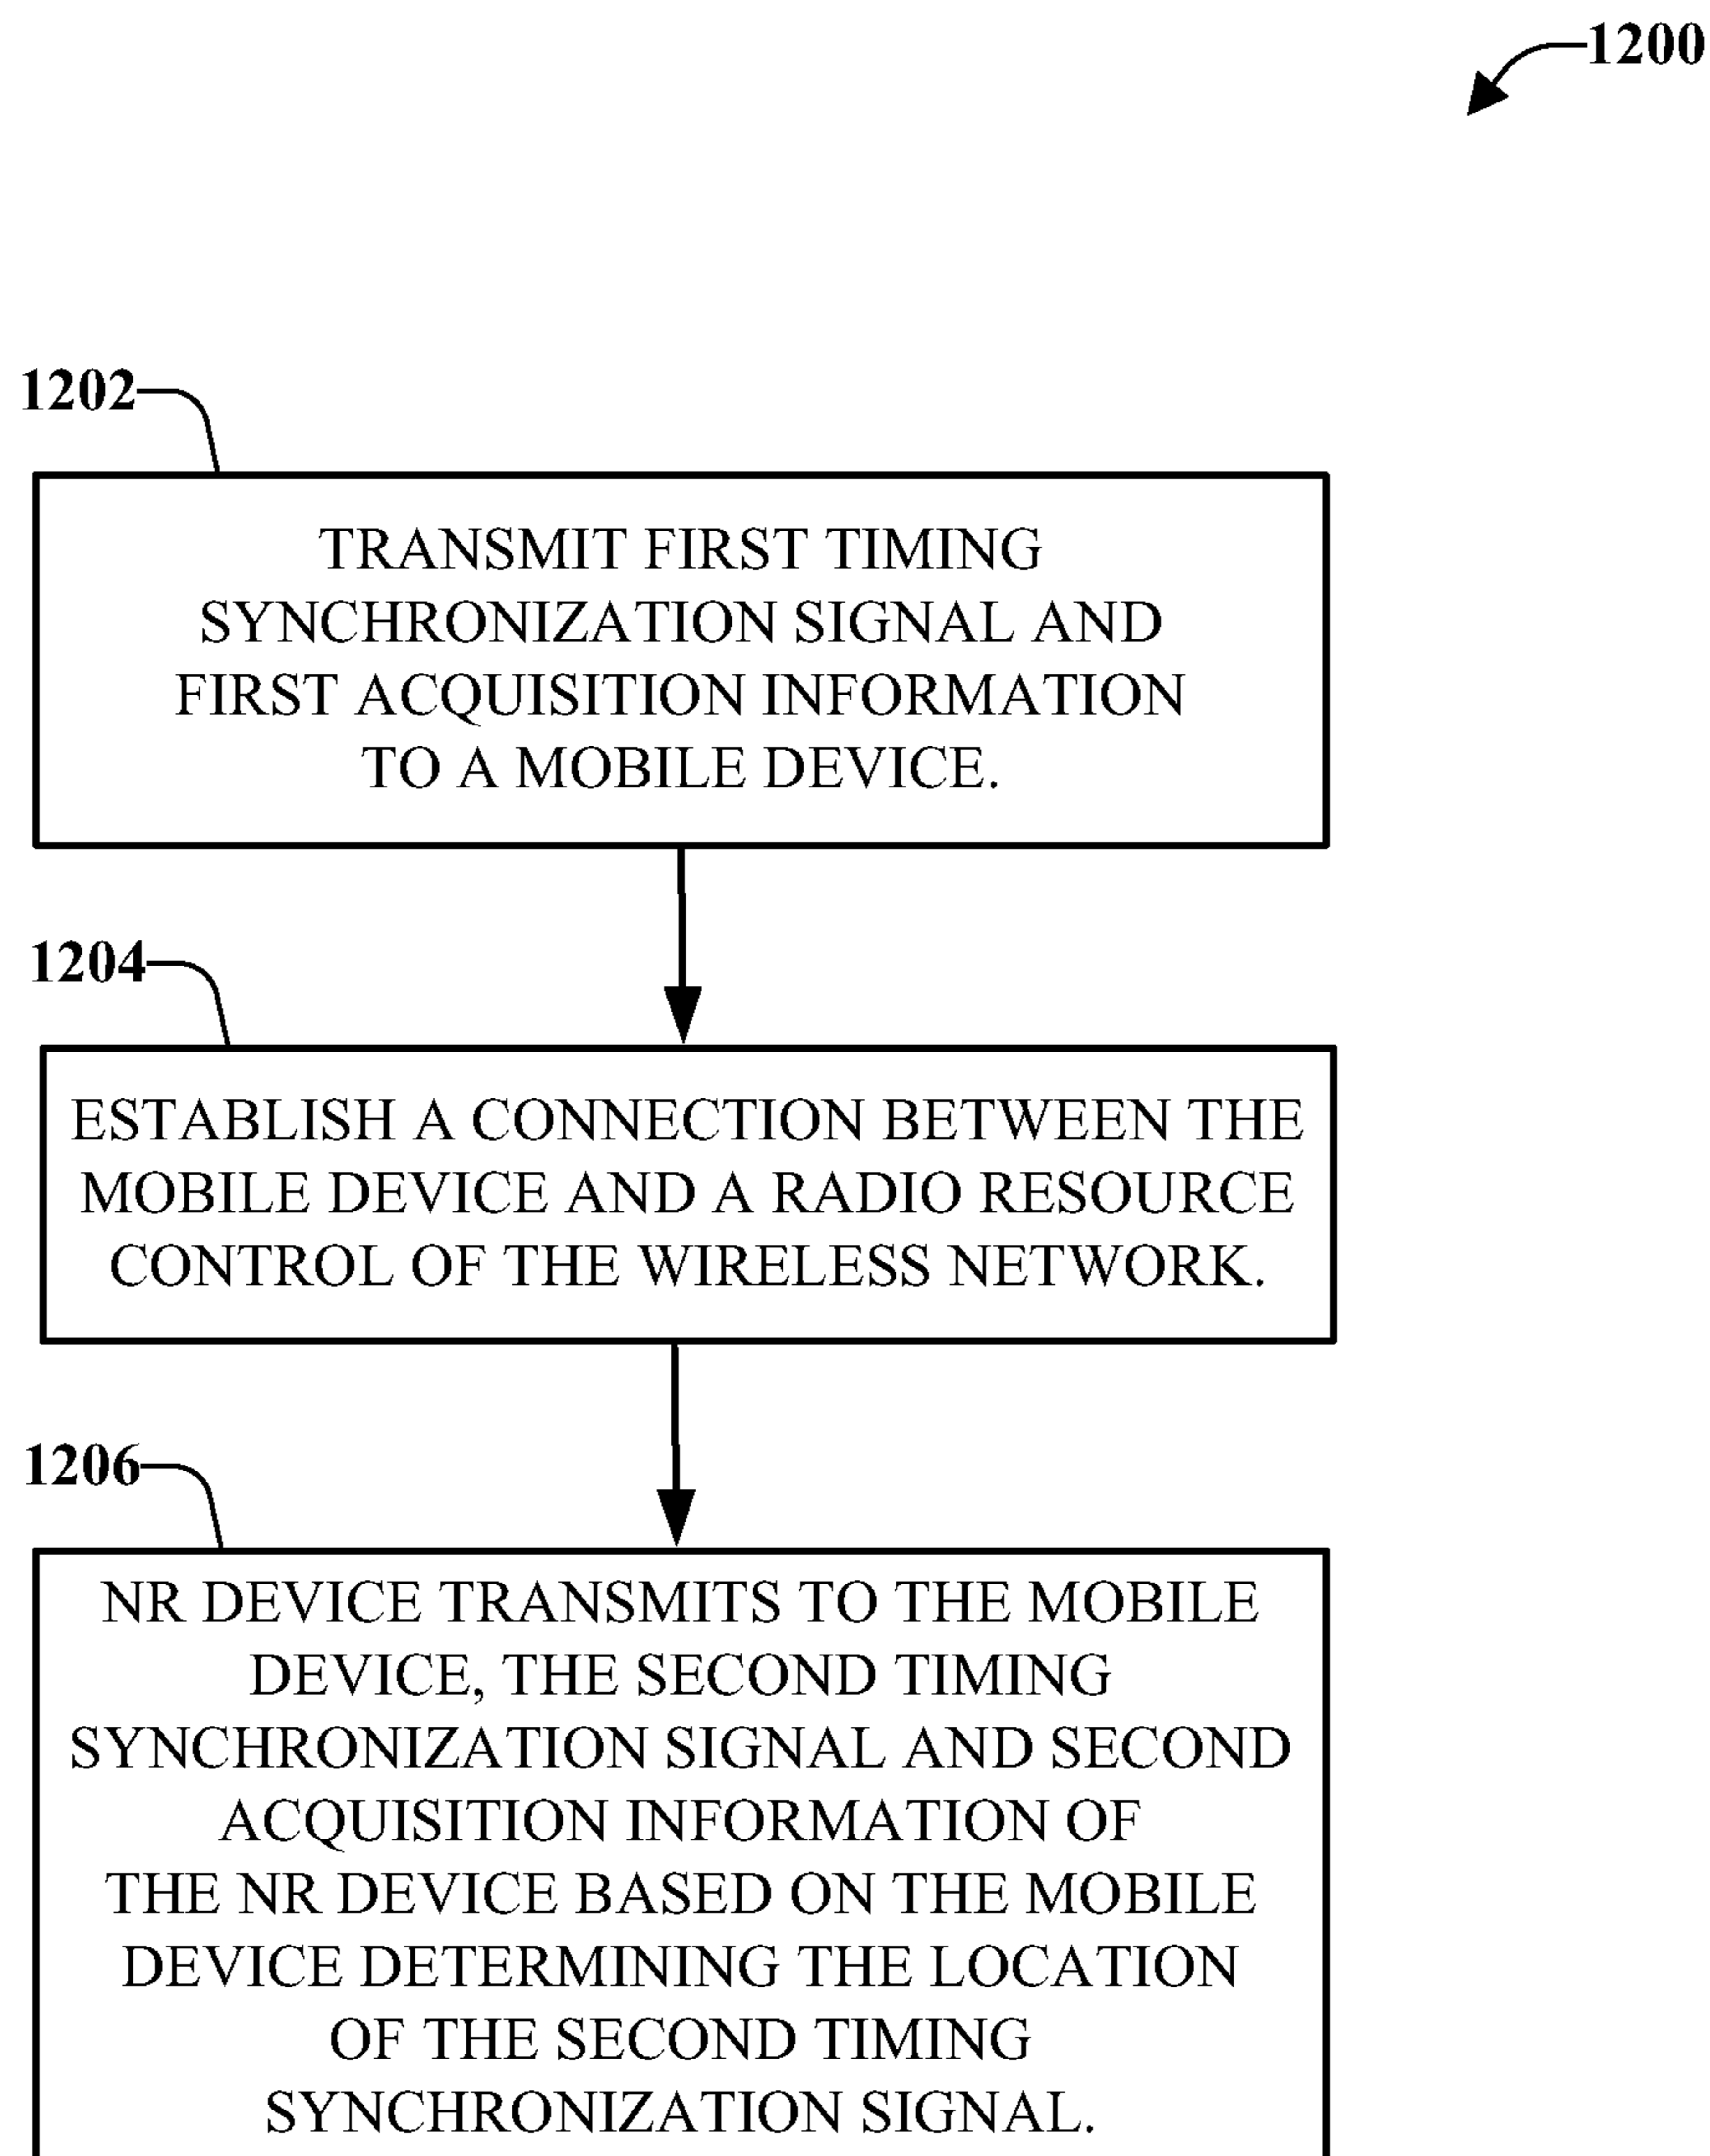 1200
1202
TRANSMIT FIRST TIMING
SYNCHRONIZATION SIGNAL AND
FIRST ACQUISITION INFORMATION
TO A MOBILE DEVICE.
1204
ESTABLISH A CONNECTION BETWEEN THE
MOBILE DEVICE AND A RADIO RESOURCE
CONTROL OF THE WIRELESS NETWORK.
1206
NR DEVICE TRANSMITS TO THE MOBILE
DEVICE, THE SECOND TIMING
SYNCHRONIZATION SIGNAL AND SECOND
ACQUISITION INFORMATION OF
THE NR DEVICE BASED ON THE MOBILE
DEVICE DETERMINING THE LOCATION
OF THE SECOND TIMING
SYNCHRONIZATION SIGNAL.